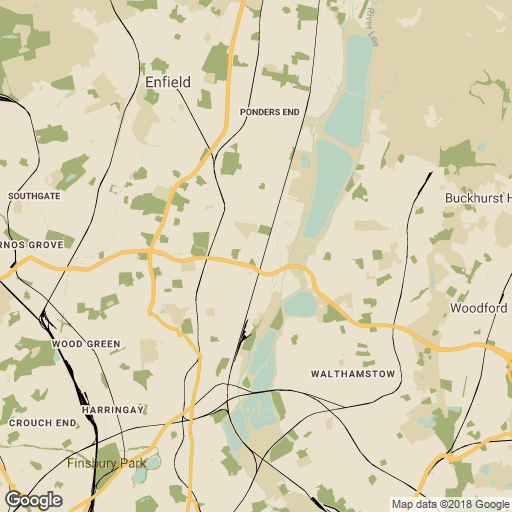 River Lea
Enfield
PONDERS END
SOUTHGATE
Buckhurst H
RNOS GROVE
Woodford
WOOD GREEN
WALTHAMSTOW
HARRINGAY
CROUCH END
Finsbury Park
Google
Map data ©2018 Google